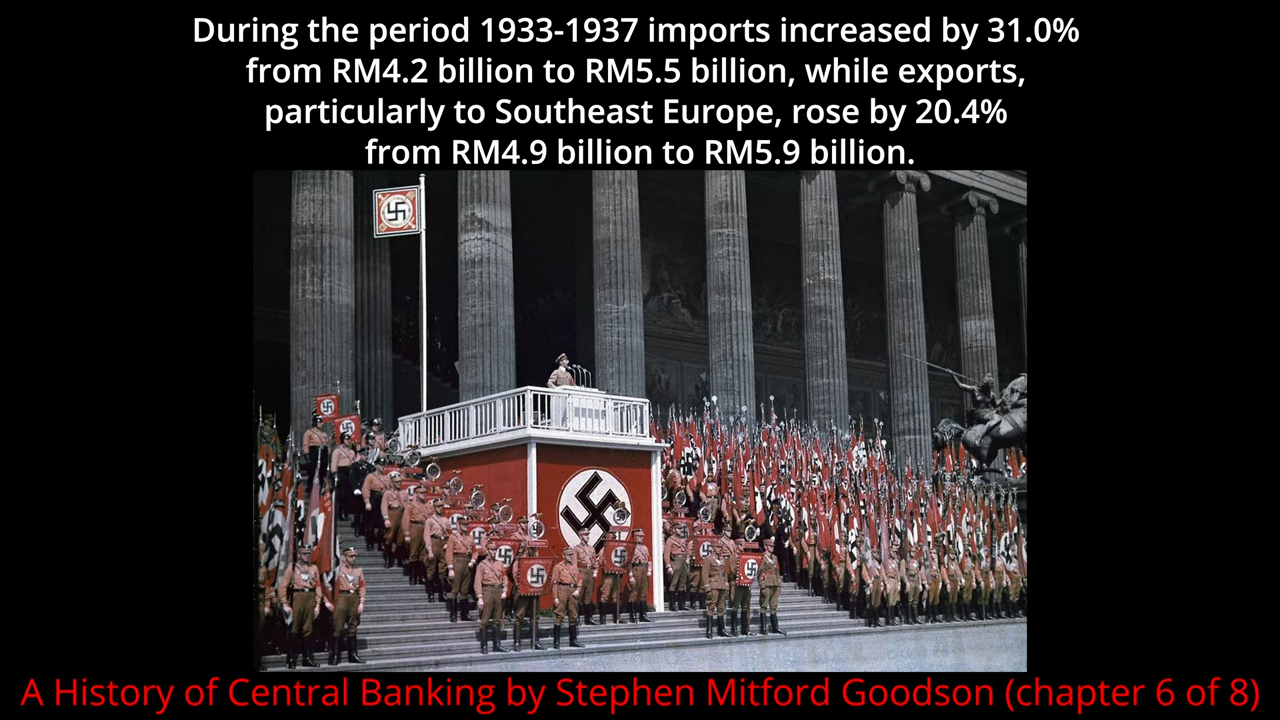 During the period 1933-1937 imports increased by 31.0%
from RM4.2 billion to RM5.5 billion, while exports,
particularly to Southeast Europe, rose by 20.4%
from RM4.9 billion to RM5.9 billion.
A History of Central Banking by Stephen Mitford Goodson (chapter 6 of 8)